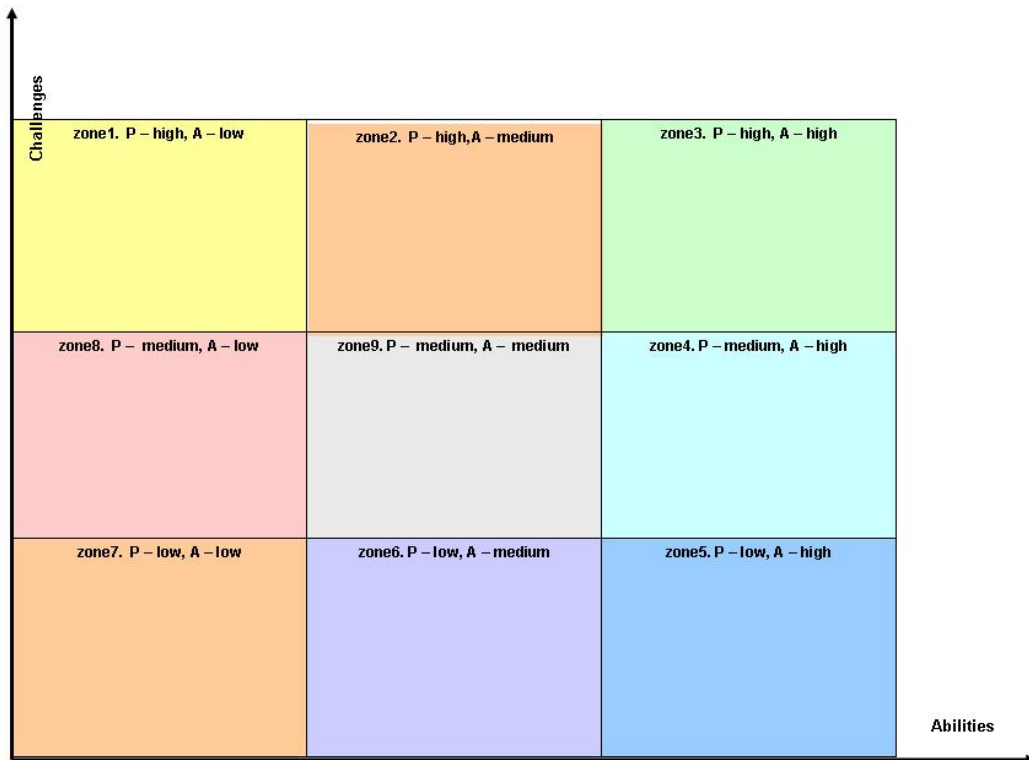 Challenges
zone1. P – high, A – low
zone2. P – high,A – medium
zone3. P – high, A – high
zone8. P – medium, A – low
zone9. P – medium, A – medium
zone4. P – medium, A – high
zone7. P – low, A – low
zone6. P – low, A – medium
zone5. P – low, A – high
Abilities